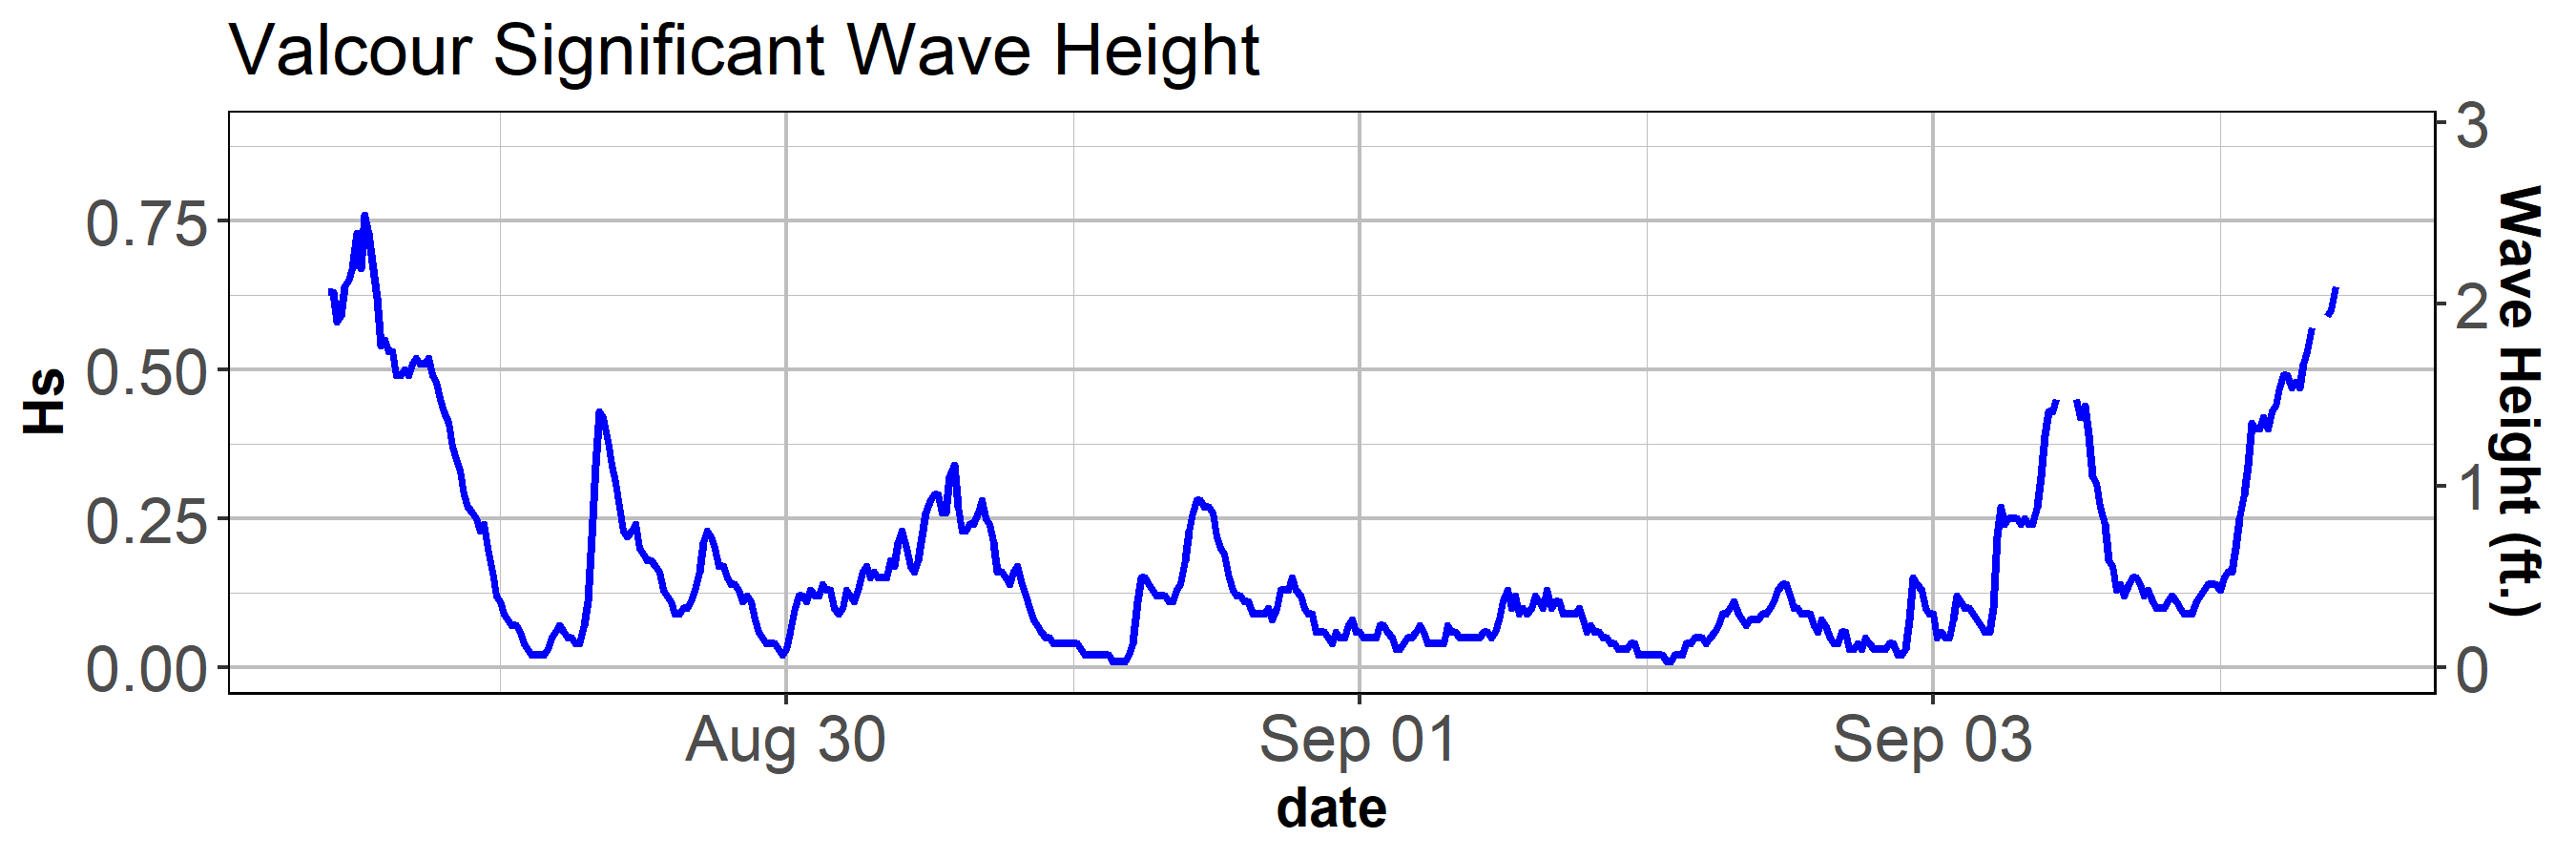 Valcour Significant Wave Height
Hs
0.75
0.50
0.25
0.00
3
2
1
0
Wave Height (ft.)
Aug 30 Sep 01 Sep 03
date